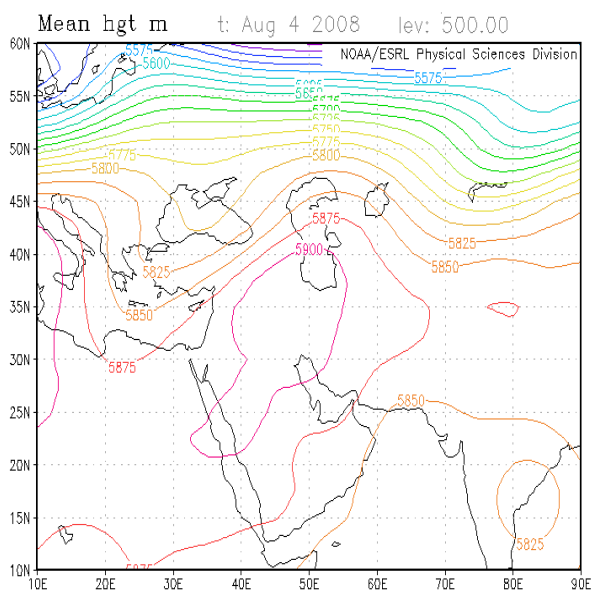 Mean hgt m t: Aug 4 2008 lev: 500.00
NOAA/ESRL Physical Sciences Division
60N
5575
5600
5575
55N
50N
5775
5800
5775
5800
45N
5875
5825
5900
40N
5825
5850
35N
5850
5875
30N
5850
25N
20N
15N
5825
10N
10E 20E 30E 40E 50E 60E 70E 80E 90E